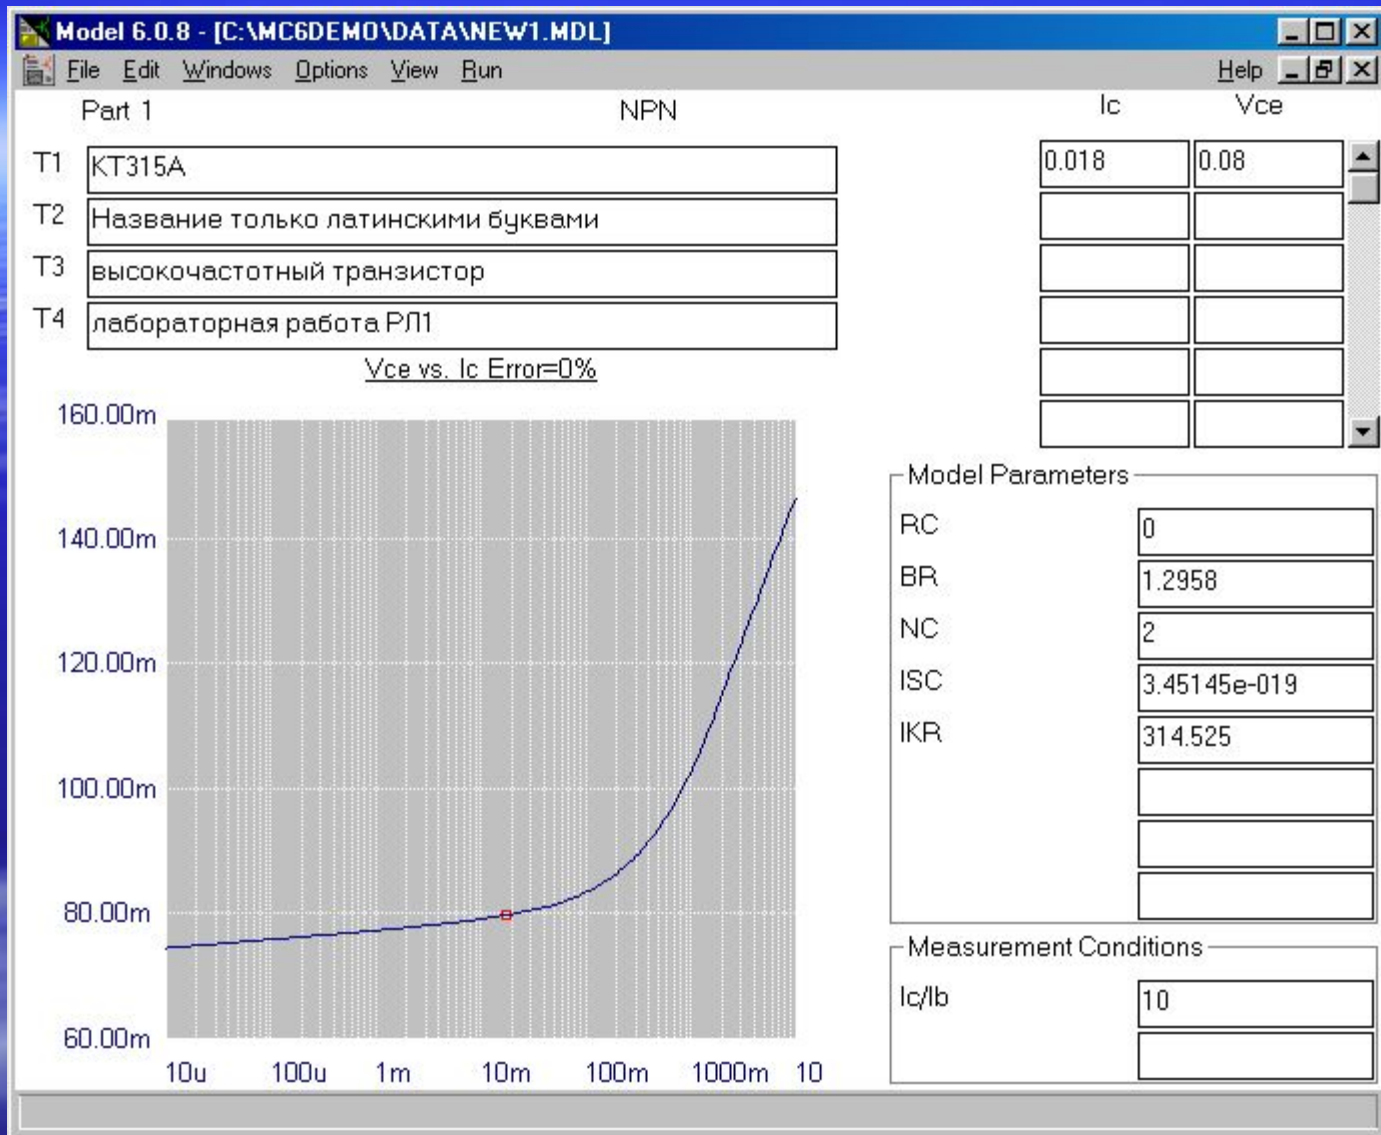 Model 6.0.8 - [C:\MC6DEMO\DATA\NEW1.MDL]
File Edit Windows Options View Run Help
Part 1 NPN Ic Vce
T1 KT315A 0.018 0.08
T2 Название только латинскими буквами
T3 высокочастотный транзистор
T4 лабораторная работа РЛ1
Vce vs. Ic Error=0%
160.00m
140.00m
120.00m
100.00m
80.00m
60.00m
10u 100u 1m 10m 100m 1000m 10
Model Parameters
RC 0
BR 1.2958
NC 2
ISC 3.45145e-019
IKR 314.525
Measurement Conditions
Ic/Ib 10